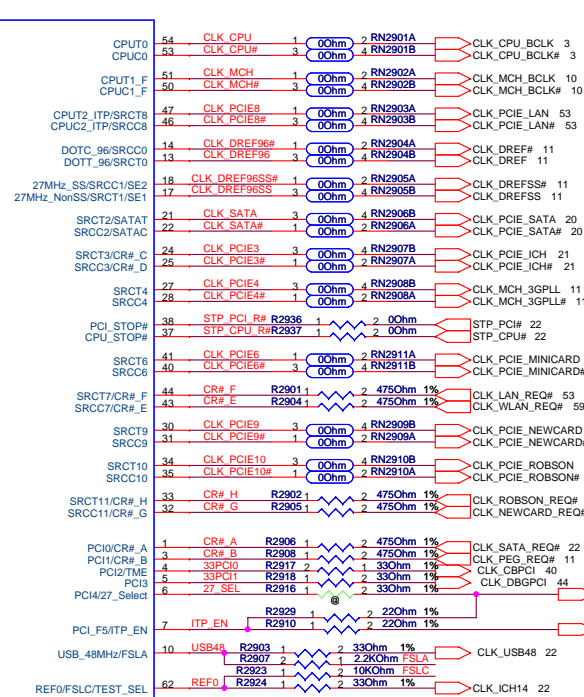 CPUT0 54 CLK_CPU 1 0Ohm 2 RN2901A CLK_CPU_BCLK 3
CPUC0 53 CLK_CPU# 3 0Ohm 4 RN2901B CLK_CPU_BCLK# 3
CPUT1_F 51 CLK_MCH 1 0Ohm 2 RN2902A CLK_MCH_BCLK 10
CPUC1_F 50 CLK_MCH# 3 0Ohm 4 RN2902B CLK_MCH_BCLK# 10
CPUT2_ITP/SRCT8 47 CLK_PCIE8 1 0Ohm 2 RN2903A CLK_PCIE_LAN 53
CPUC2_ITP/SRCC8 46 CLK_PCIE8# 3 0Ohm 4 RN2903B CLK_PCIE_LAN# 53
DOTC_96/SRCC0 14 CLK_DREF96# 1 0Ohm 2 RN2904A CLK_DREF# 11
DOTT_96/SRCT0 13 CLK_DREF96 3 0Ohm 4 RN2904B CLK_DREF 11
27MHz_SS/SRCC1/SE2 18 CLK_DREF96SS# 1 0Ohm 2 RN2905A CLK_DREFSS# 11
27MHz_NonSS/SRCT1/SE1 17 CLK_DREF96SS 3 0Ohm 4 RN2905B CLK_DREFSS 11
SRCT2/SATAT 21 CLK_SATA 3 0Ohm 4 RN2906B CLK_PCIE_SATA 20
SRCC2/SATAC 22 CLK_SATA# 1 0Ohm 2 RN2906A CLK_PCIE_SATA# 20
SRCT3/CR#_C 24 CLK_PCIE3 3 0Ohm 4 RN2907B CLK_PCIE_ICH 21
SRCC3/CR#_D 25 CLK_PCIE3# 1 0Ohm 2 RN2907A CLK_PCIE_ICH# 21
SRCT4 27 CLK_PCIE4 3 0Ohm 4 RN2908B CLK_MCH_3GPLL 11
SRCC4 28 CLK_PCIE4# 1 0Ohm 2 RN2908A CLK_MCH_3GPLL# 11
PCI_STOP# 38 STP_PCI_R# R2936 1 2 0Ohm STP_PCI# 22
CPU_STOP# 37 STP_CPU_R# R2937 1 2 0Ohm STP_CPU# 22
SRCT6 41 CLK_PCIE6 1 0Ohm 2 RN2911A CLK_PCIE_MINICARD
SRCC6 40 CLK_PCIE6# 3 0Ohm 4 RN2911B CLK_PCIE_MINICARD#
SRCT7/CR#_F 44 CR#_F R2901 1 2 475Ohm 1% CLK_LAN_REQ# 53
SRCC7/CR#_E 43 CR#_E R2904 1 2 475Ohm 1% CLK_WLAN_REQ# 59
SRCT9 30 CLK_PCIE9 3 0Ohm 4 RN2909B CLK_PCIE_NEWCARD
SRCC9 31 CLK_PCIE9# 1 0Ohm 2 RN2909A CLK_PCIE_NEWCARD#
SRCT10 34 CLK_PCIE10 3 0Ohm 4 RN2910B CLK_PCIE_ROBSON
SRCC10 35 CLK_PCIE10# 1 0Ohm 2 RN2910A CLK_PCIE_ROBSON#
SRCT11/CR#_H 33 CR#_H R2902 1 2 475Ohm 1% CLK_ROBSON_REQ#
SRCC11/CR#_G 32 CR#_G R2905 1 2 475Ohm 1% CLK_NEWCARD_REQ#
PCI0/CR#_A 1 CR#_A R2906 1 2 475Ohm 1% CLK_SATA_REQ# 22
PCI1/CR#_B 3 CR#_B R2908 1 2 475Ohm 1% CLK_PEG_REQ# 11
PCI2/TME 4 33PCI0 R2917 2 1 33Ohm 1% CLK_CBPCI 40
PCI3 5 33PCI1 R2918 1 2 33Ohm 1% CLK_DBGPCI 44
PCI4/27_Select 6 27_SEL R2916 1 2 33Ohm 1%
@
R2929 1 2 22Ohm 1%
PCI_F5/ITP_EN 7 ITP_EN R2910 1 2 22Ohm 1%
USB_48MHz/FSLA 10 USB48 R2903 1 2 33Ohm 1% CLK_USB48 22
R2907 2 1 2.2KOhm FSLA
R2923 1 2 10KOhm FSLC
REF0/FSLC/TEST_SEL 62 REF0 R2924 1 2 33Ohm 1% CLK_ICH14 22